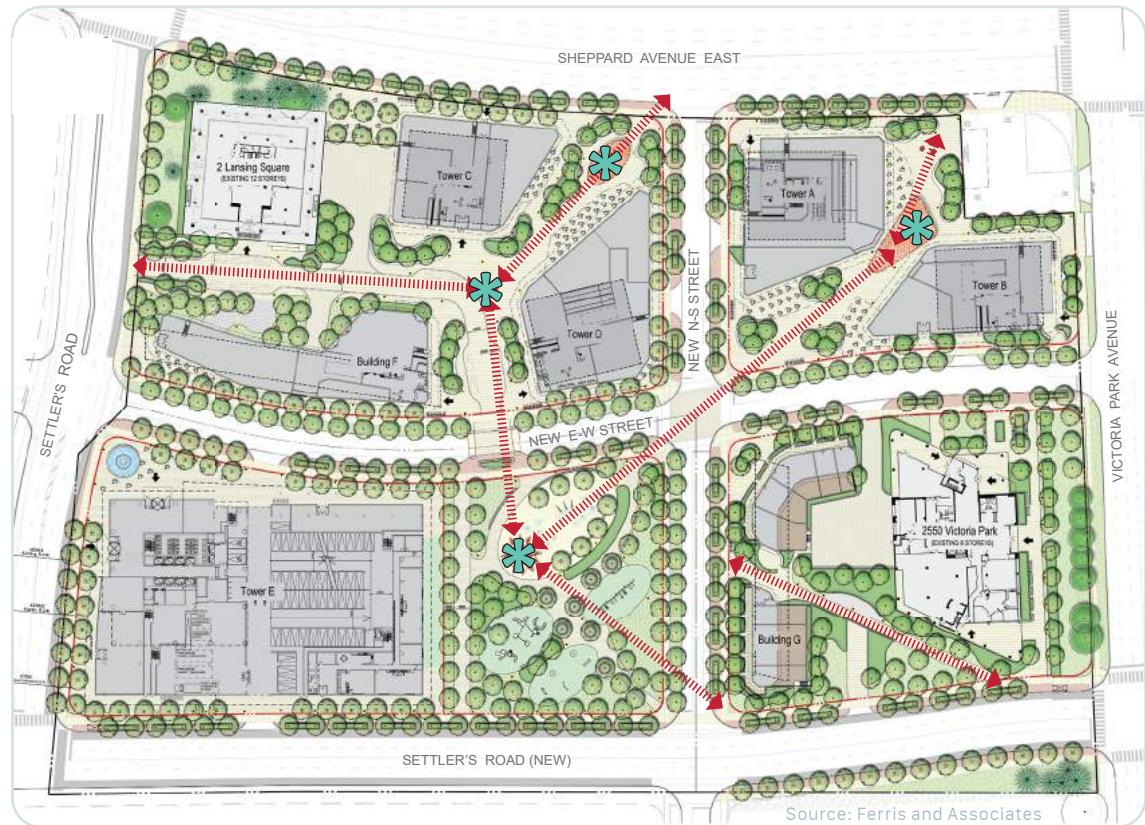 SHEPPARD AVENUE EAST
2 Lansing Square
(EXISTING 12 STOREYS)
Tower C
Tower A
Tower B
Tower D
Building F
NEW N-S STREET
NEW E-W STREET
SETTLER'S ROAD
VICTORIA PARK AVENUE
Tower E
2550 Victoria Park
(EXISTING 6 STOREYS)
Building G
SETTLER'S ROAD (NEW)
Source: Ferris and Associates